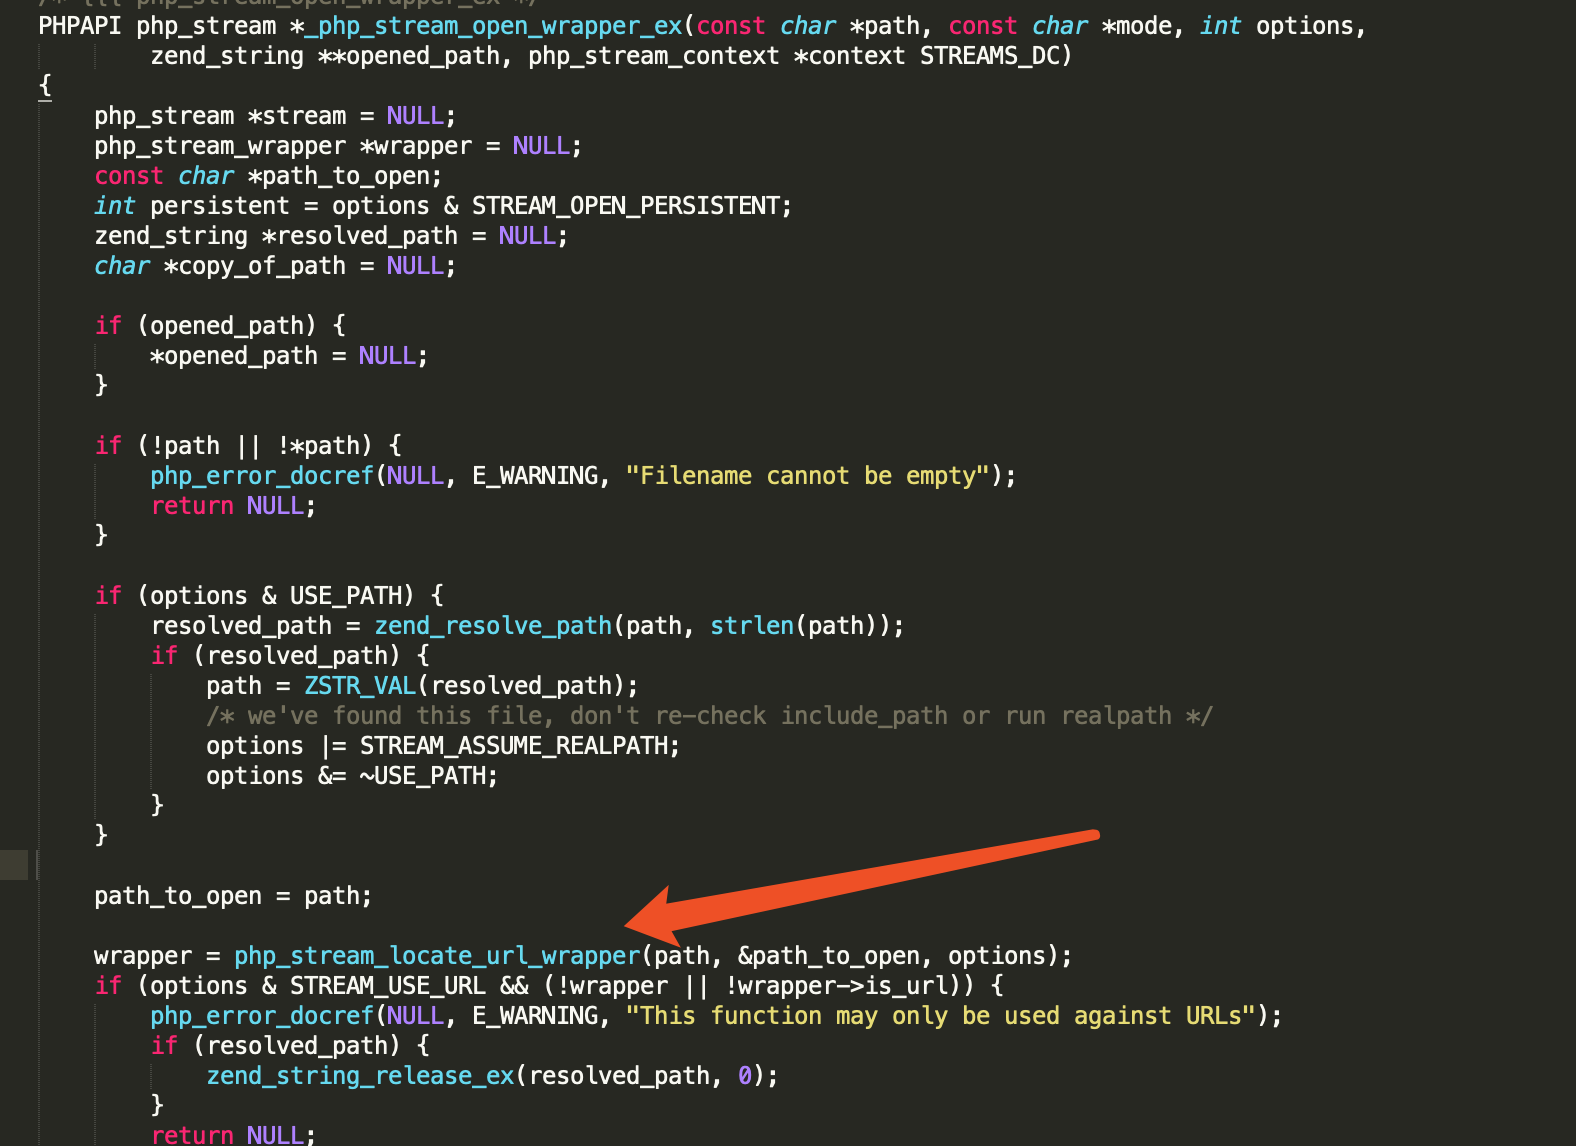 /* {{{ php_stream_open_wrapper_ex */
PHPAPI php_stream *_php_stream_open_wrapper_ex(const char *path, const char *mode, int options,
zend_string **opened_path, php_stream_context *context STREAMS_DC)
{
php_stream *stream = NULL;
php_stream_wrapper *wrapper = NULL;
const char *path_to_open;
int persistent = options & STREAM_OPEN_PERSISTENT;
zend_string *resolved_path = NULL;
char *copy_of_path = NULL;
if (opened_path) {
*opened_path = NULL;
}
if (!path || !*path) {
php_error_docref(NULL, E_WARNING, "Filename cannot be empty");
return NULL;
}
if (options & USE_PATH) {
resolved_path = zend_resolve_path(path, strlen(path));
if (resolved_path) {
path = ZSTR_VAL(resolved_path);
/* we've found this file, don't re-check include_path or run realpath */
options |= STREAM_ASSUME_REALPATH;
options &= ~USE_PATH;
}
}
path_to_open = path;
wrapper = php_stream_locate_url_wrapper(path, &path_to_open, options);
if (options & STREAM_USE_URL && (!wrapper || !wrapper->is_url)) {
php_error_docref(NULL, E_WARNING, "This function may only be used against URLs");
if (resolved_path) {
zend_string_release_ex(resolved_path, 0);
}
return NULL;